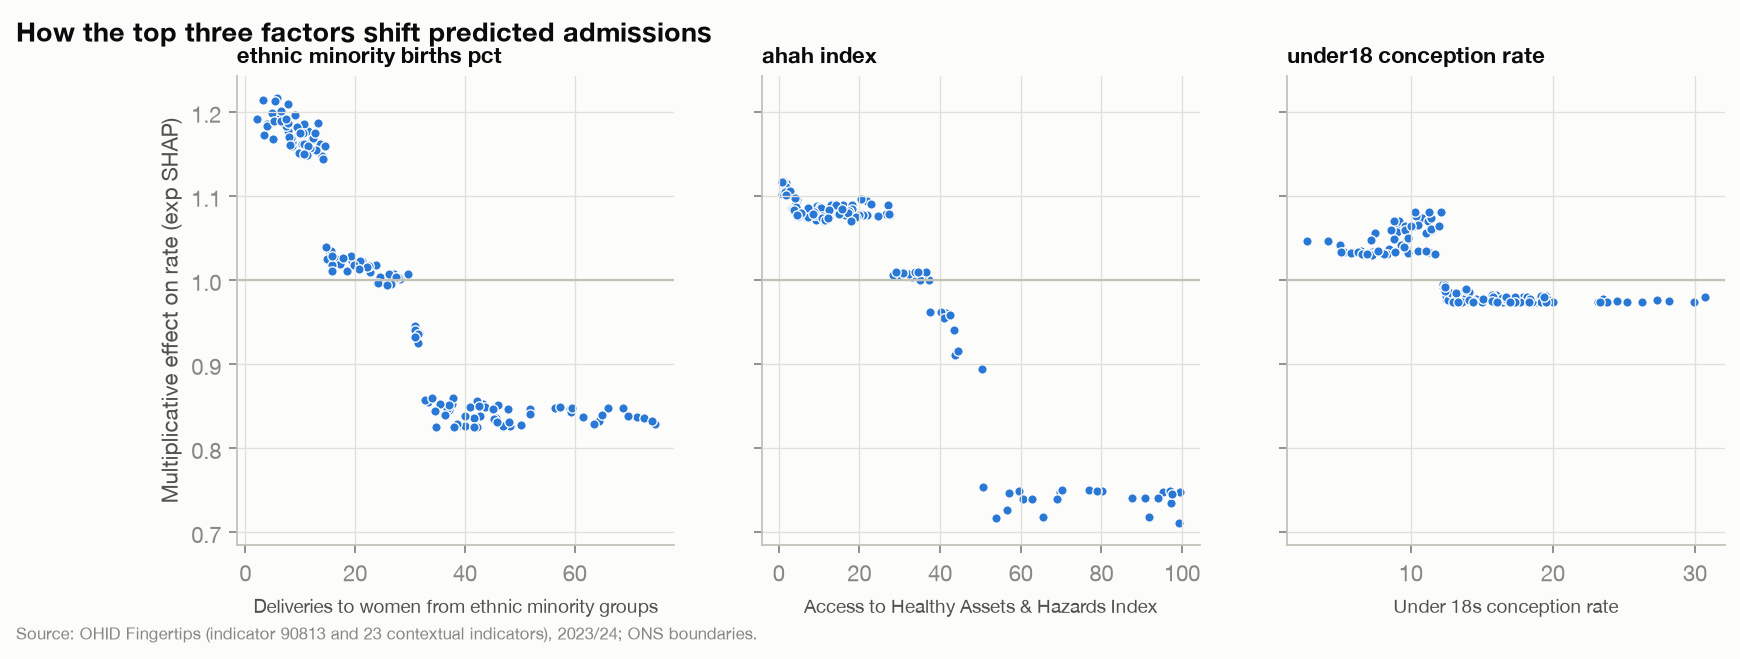 How the top three factors shift predicted admissions
ethnic minority births pct
ahah index
under18 conception rate
Multiplicative effect on rate (exp SHAP)
1.2
1.1
1.0
0.9
0.8
0.7
0 20 40 60
0 20 40 60 80 100
10 20 30
Deliveries to women from ethnic minority groups
Access to Healthy Assets & Hazards Index
Under 18s conception rate
Source: OHID Fingertips (indicator 90813 and 23 contextual indicators), 2023/24; ONS boundaries.